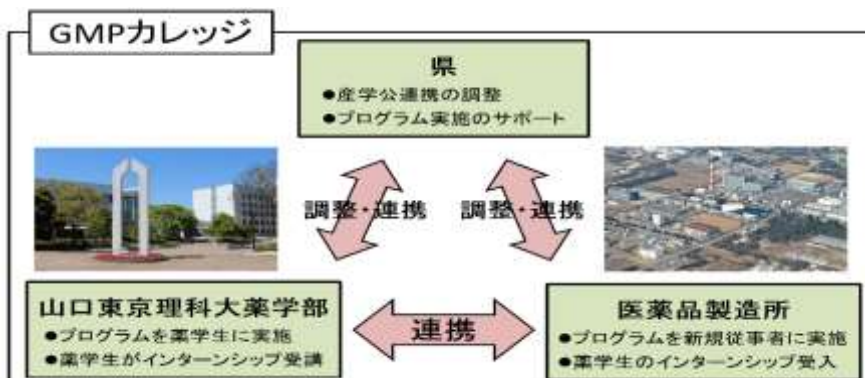 GMPカレッジ
県
●産学公連携の調整
●プログラム実施のサポート
調整・連携
調整・連携
山口東京理科大薬学部
●プログラムを薬学生に実施
●薬学生がインターンシップ受講
連携
医薬品製造所
●プログラムを新規従事者に実施
●薬学生のインターンシップ受入